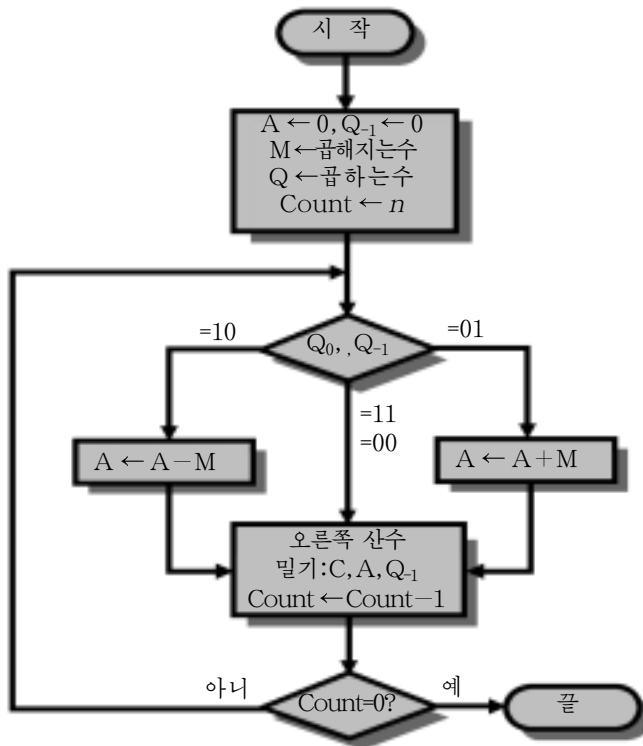 시 작
A ← 0, Q₋₁ ← 0
M ← 곱해지는수
Q ← 곱하는수
Count ← n
=10
Q₀, , Q₋₁
=01
=11
=00
A ← A − M
A ← A + M
오른쪽 산수
밀기:C, A, Q₋₁
Count ← Count−1
아니
Count=0?
예
끝